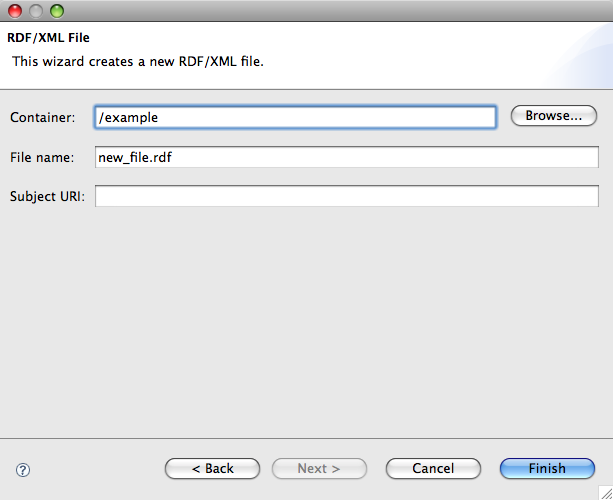 RDF/XML File
This wizard creates a new RDF/XML file.
Container: /example Browse...
File name: new_file.rdf
Subject URI:
? < Back Next > Cancel Finish